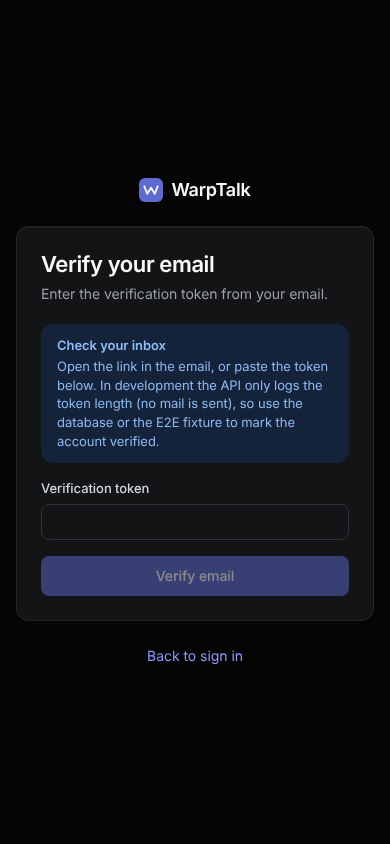 WarpTalk
Verify your email
Enter the verification token from your email.
Check your inbox
Open the link in the email, or paste the token
below. In development the API only logs the
token length (no mail is sent), so use the
database or the E2E fixture to mark the
account verified.
Verification token
Verify email
Back to sign in